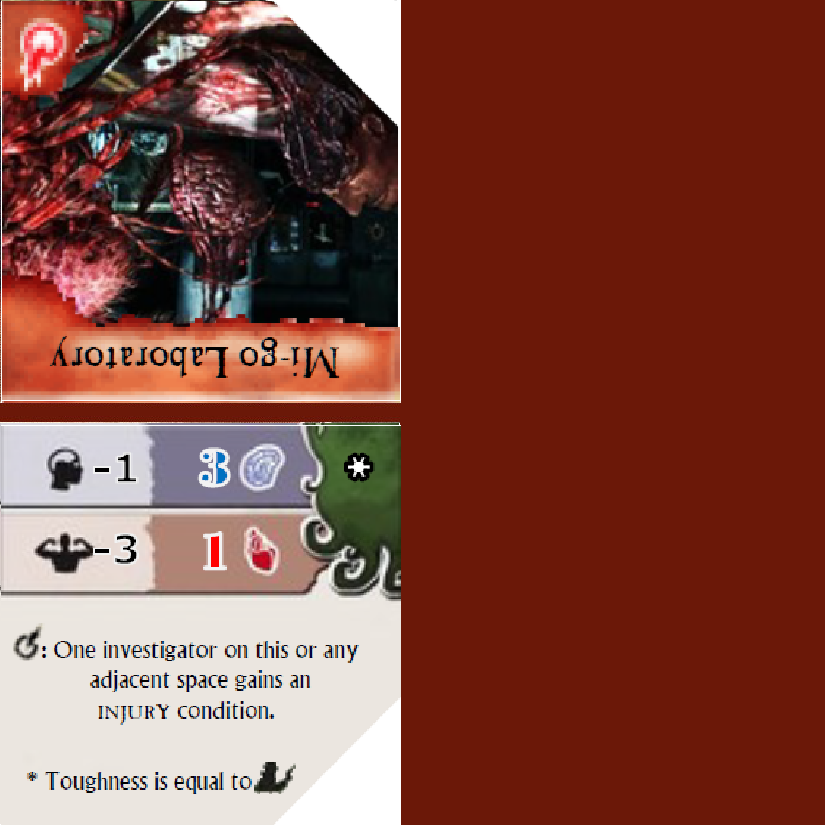 Mi-go Laboratory
-1 3 *
-3 1
: One investigator on this or any
adjacent space gains an
INJURY condition.
* Toughness is equal to